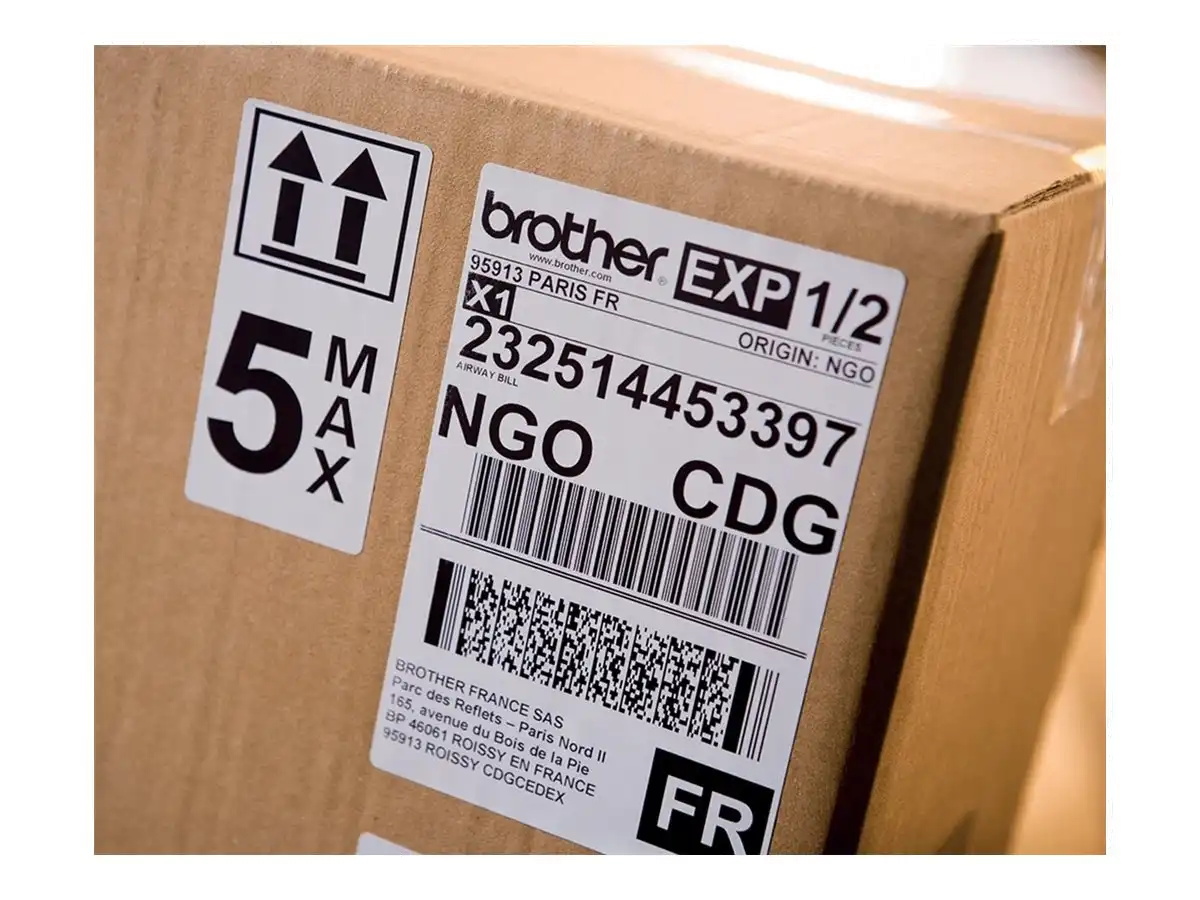 5 MAX
brother
www.brother.com
EXP 1/2
PIECES
95913 PARIS FR
ORIGIN: NGO
X1
232514453397
AIRWAY BILL
NGO CDG
BROTHER FRANCE SAS
Parc des Reflets – Paris Nord II
165, avenue du Bois de la Pie
BP 46061 ROISSY EN FRANCE
95913 ROISSY CDGCEDEX
FR